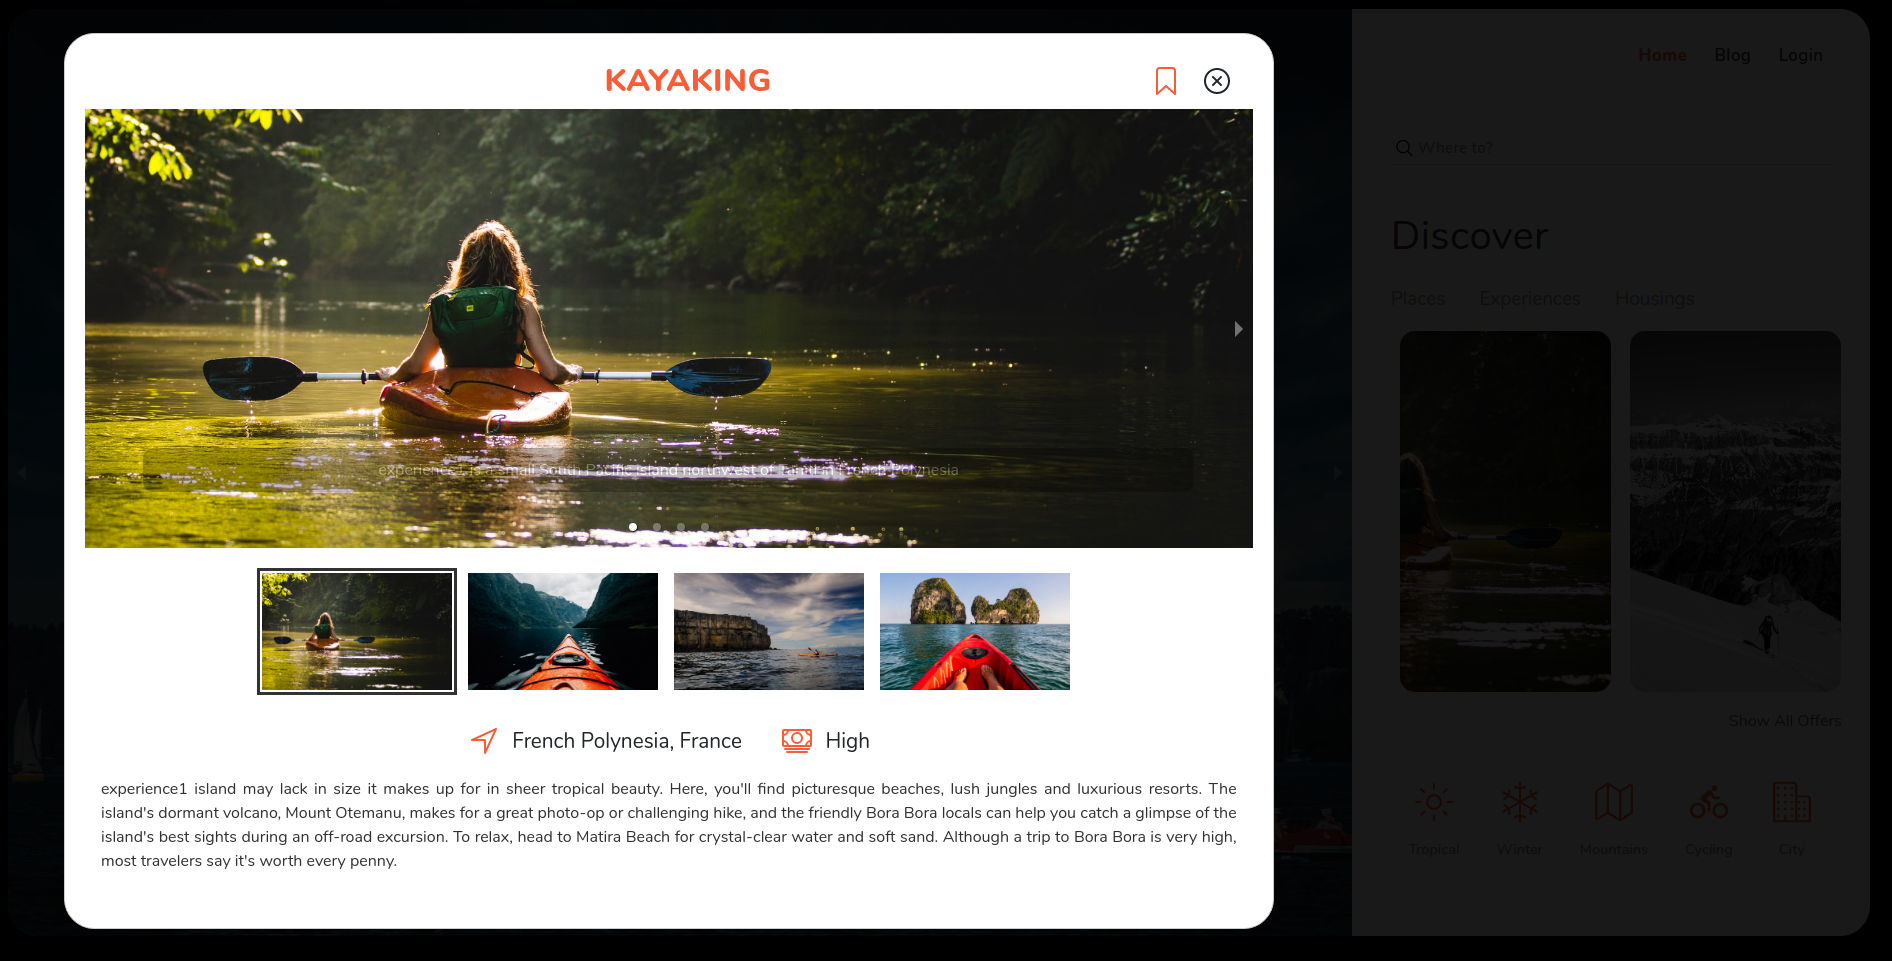 KAYAKING
Home Blog Login
Where to?
Discover
Places Experiences Housings
experience1 is a small South Pacific island northwest of Tahiti in French Polynesia
Show All Offers
French Polynesia, France High
experience1 island may lack in size it makes up for in sheer tropical beauty. Here, you'll find picturesque beaches, lush jungles and luxurious resorts. The
island's dormant volcano, Mount Otemanu, makes for a great photo-op or challenging hike, and the friendly Bora Bora locals can help you catch a glimpse of the
island's best sights during an off-road excursion. To relax, head to Matira Beach for crystal-clear water and soft sand. Although a trip to Bora Bora is very high,
most travelers say it's worth every penny.
Tropical Winter Mountains Cycling City